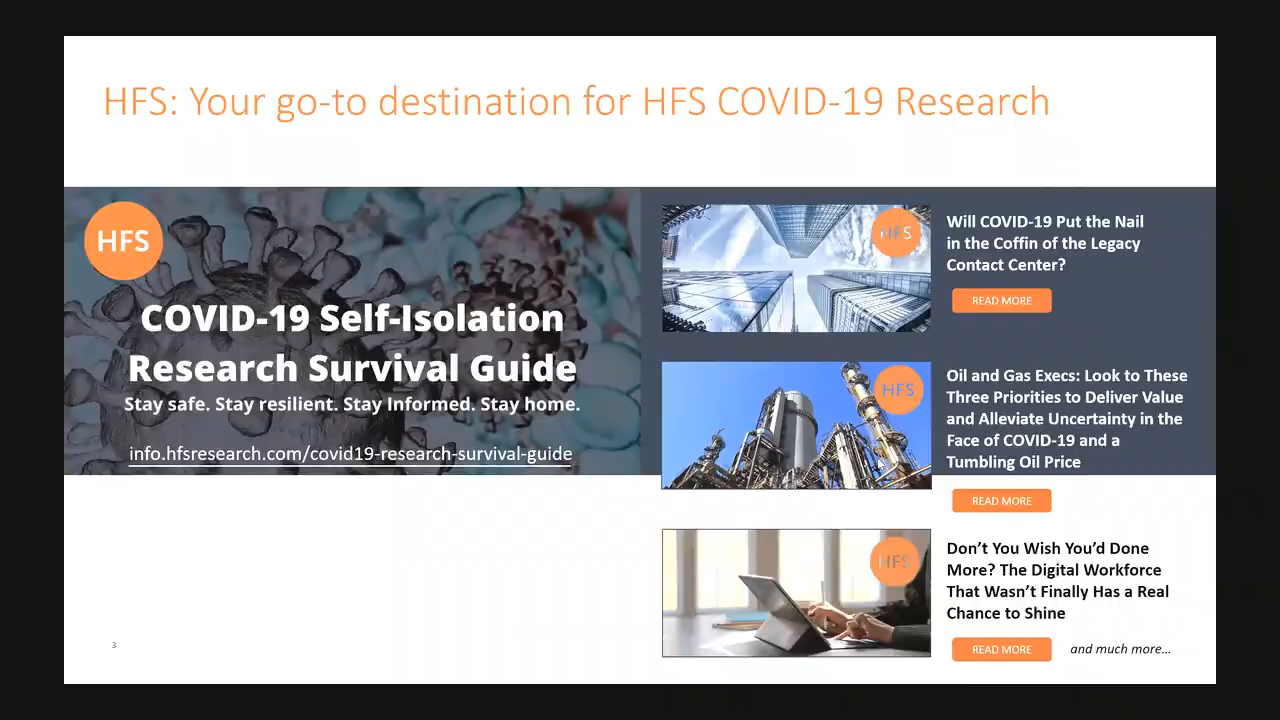 HFS: Your go-to destination for HFS COVID-19 Research
HFS
COVID-19 Self-Isolation
Research Survival Guide
Stay safe. Stay resilient. Stay Informed. Stay home.
info.hfsresearch.com/covid19-research-survival-guide
HFS
Will COVID-19 Put the Nail
in the Coffin of the Legacy
Contact Center?
READ MORE
HFS
Oil and Gas Execs: Look to These
Three Priorities to Deliver Value
and Alleviate Uncertainty in the
Face of COVID-19 and a
Tumbling Oil Price
READ MORE
HFS
Don’t You Wish You’d Done
More? The Digital Workforce
That Wasn’t Finally Has a Real
Chance to Shine
READ MORE
and much more…
3